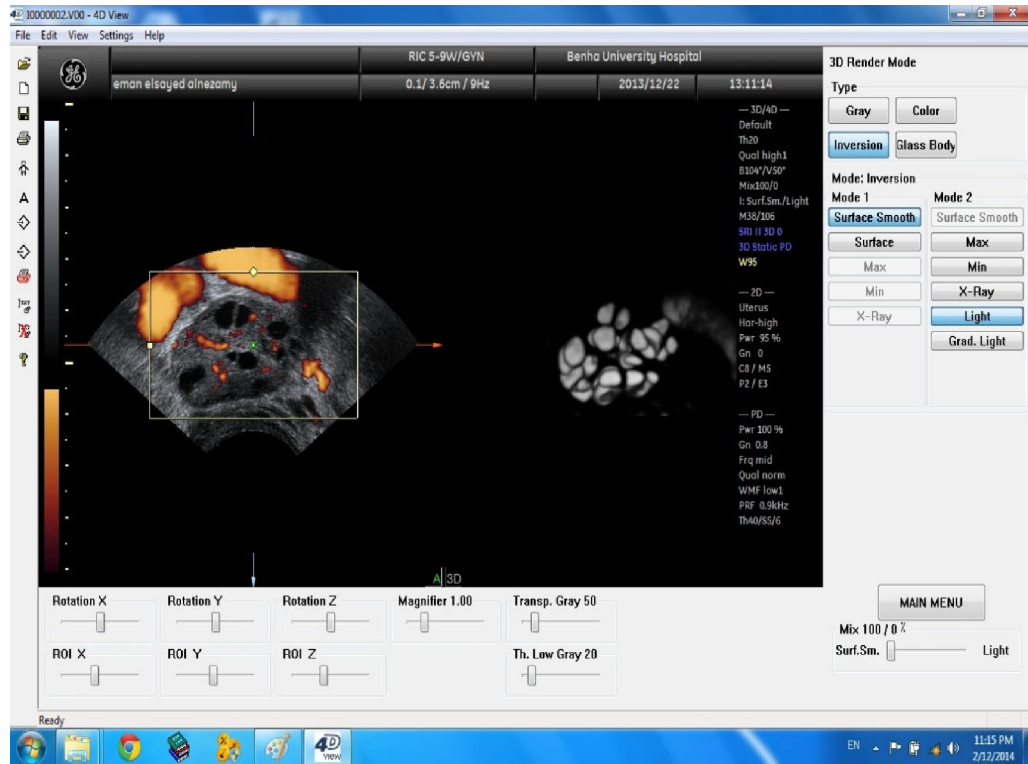 I0000002.V00 - 4D View
File Edit View Settings Help
RIC 5-9W/GYN Benha University Hospital
eman elsayed alnezamy 0.1/ 3.6cm / 9Hz 2013/12/22 13:11:14
--- 3D/4D ---
Default
Th20
Qual high1
B104°/V50°
Mix100/0
I: Surf.Sm./Light
M38/106
SRI II 3D 0
3D Static PD
W95
--- 2D ---
Uterus
Har-high
Pwr 95 %
Gn 0
C8 / M5
P2 / E3
--- PD ---
Pwr 100 %
Gn 0.8
Frq mid
Qual norm
WMF low1
PRF 0.9kHz
Th40/S5/6
A 3D
3D Render Mode
Type
Gray Color
Inversion Glass Body
Mode: Inversion
Mode 1 Mode 2
Surface Smooth Surface Smooth
Surface Max
Max Min
Min X-Ray
X-Ray Light
Grad. Light
MAIN MENU
Mix 100 / 0 %
Surf.Sm. Light
Rotation X Rotation Y Rotation Z Magnifier 1.00 Transp. Gray 50
ROI X ROI Y ROI Z Th. Low Gray 20
Ready
4D
VIEW
EN
11:15 PM
2/12/2014